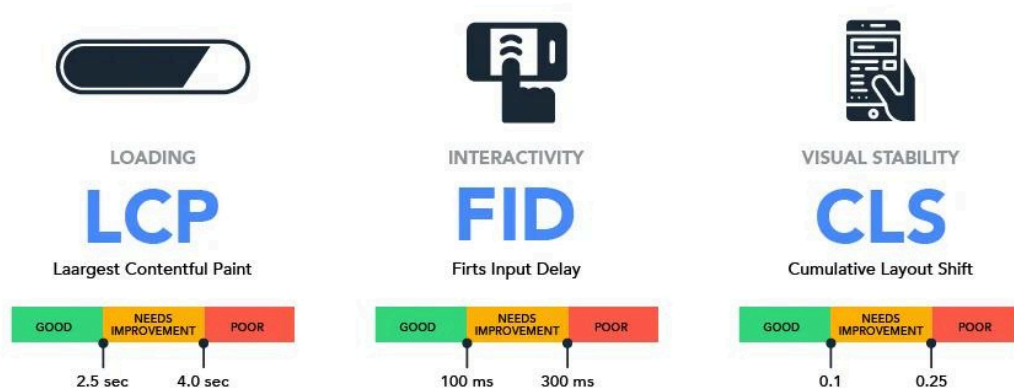 LOADING
LCP
Laargest Contentful Paint
GOOD
NEEDS
IMPROVEMENT
POOR
2.5 sec
4.0 sec
INTERACTIVITY
FID
Firts Input Delay
GOOD
NEEDS
IMPROVEMENT
POOR
100 ms
300 ms
VISUAL STABILITY
CLS
Cumulative Layout Shift
GOOD
NEEDS
IMPROVEMENT
POOR
0.1
0.25